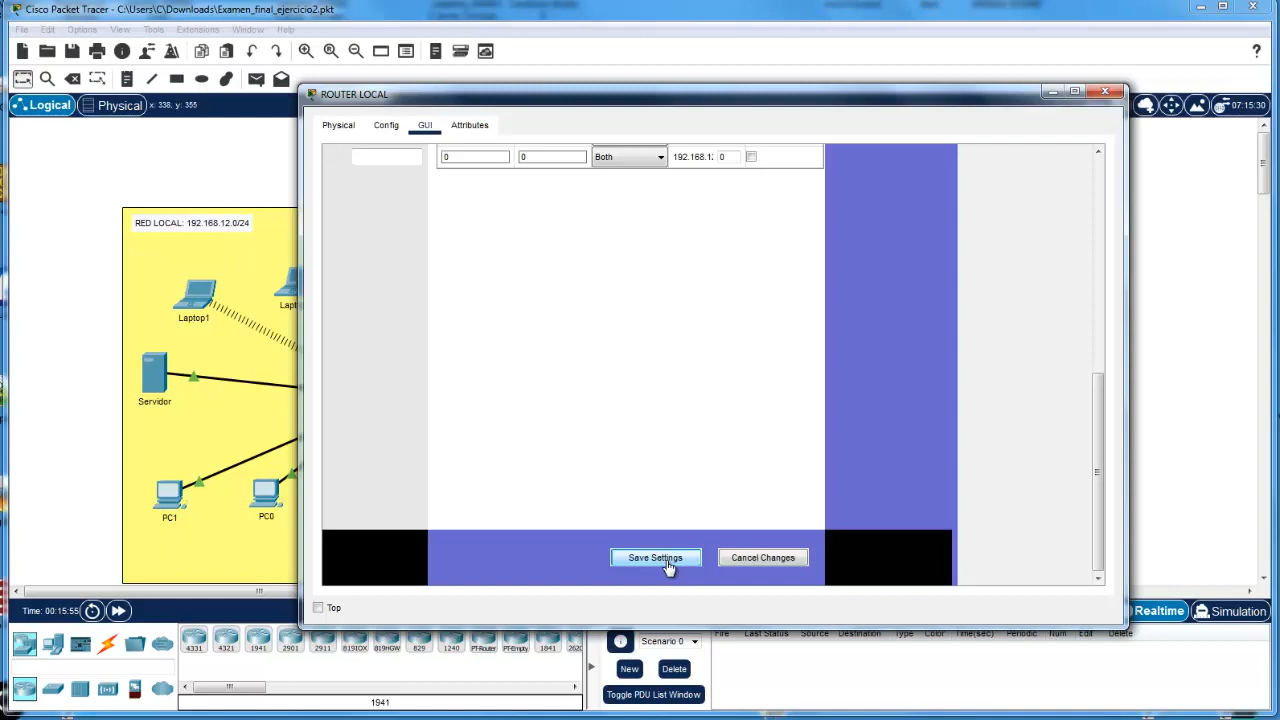 Cisco Packet Tracer - C:\Users\C\Downloads\Examen_final_ejercicio2.pkt
File Edit Options View Tools Extensions Window Help
Logical Physical x: 338, y: 355
07:15:30
ROUTER LOCAL
Physical Config GUI Attributes
0 0 Both 192.168.1: 0
RED LOCAL: 192.168.12.0/24
Laptop1
Servidor
PC1
PC0
Save Settings Cancel Changes
Top
Time: 00:15:55
Realtime Simulation
4331 4321 1941 2901 2911 819IOX 819HGW 829 1240 PT-Router PT-Empty 1841
1941
Scenario 0
New Delete
Toggle PDU List Window
Fire Last Status Source Destination Type Color Time(sec) Periodic Num Edit Delete